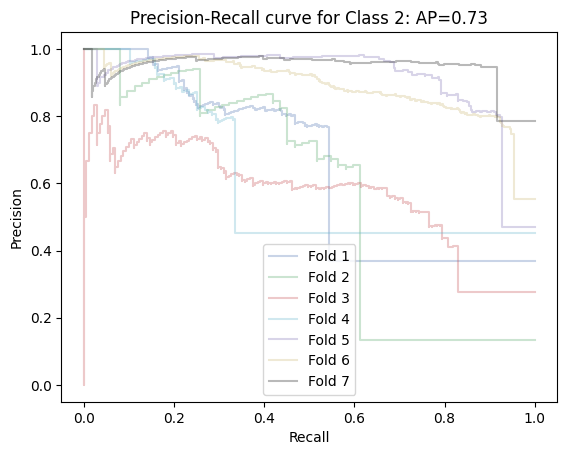 Precision-Recall curve for Class 2: AP=0.73
1.0
0.8
0.6
0.4
0.2
0.0
Precision
Fold 1
Fold 2
Fold 3
Fold 4
Fold 5
Fold 6
Fold 7
0.0 0.2 0.4 0.6 0.8 1.0
Recall